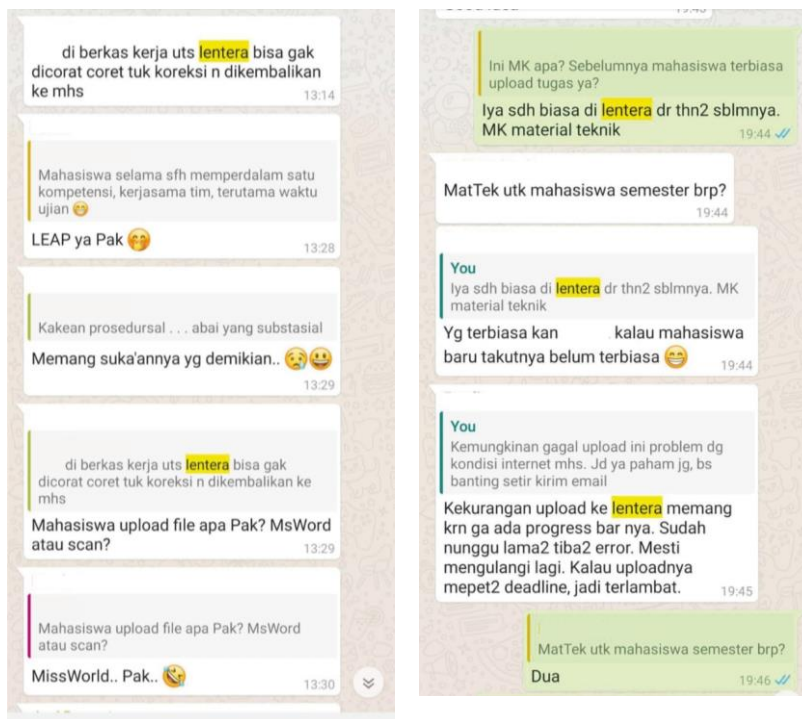 di berkas kerja uts lentera bisa gak
dicorat coret tuk koreksi n dikembalikan
ke mhs
13:14
Mahasiswa selama sfh memperdalam satu
kompetensi, kerjasama tim, terutama waktu
ujian 😁
LEAP ya Pak 🤭
13:28
Kakean prosedursal . . . abai yang substasial
Memang suka'annya yg demikian.. 😢😀
13:29
di berkas kerja uts lentera bisa gak
dicorat coret tuk koreksi n dikembalikan ke
mhs
Mahasiswa upload file apa Pak? MsWord
atau scan?
13:29
Mahasiswa upload file apa Pak? MsWord
atau scan?
MissWorld.. Pak.. 🤣
13:30
Ini MK apa? Sebelumnya mahasiswa terbiasa
upload tugas ya?
Iya sdh biasa di lentera dr thn2 sblmnya.
MK material teknik
19:44
MatTek utk mahasiswa semester brp?
19:44
You
Iya sdh biasa di lentera dr thn2 sblmnya. MK
material teknik
Yg terbiasa kan kalau mahasiswa
baru takutnya belum terbiasa 😁
19:44
You
Kemungkinan gagal upload ini problem dg
kondisi internet mhs. Jd ya paham jg, bs
banting setir kirim email
Kekurangan upload ke lentera memang
krn ga ada progress bar nya. Sudah
nunggu lama2 tiba2 error. Mesti
mengulangi lagi. Kalau uploadnya
mepet2 deadline, jadi terlambat.
19:45
MatTek utk mahasiswa semester brp?
Dua
19:46